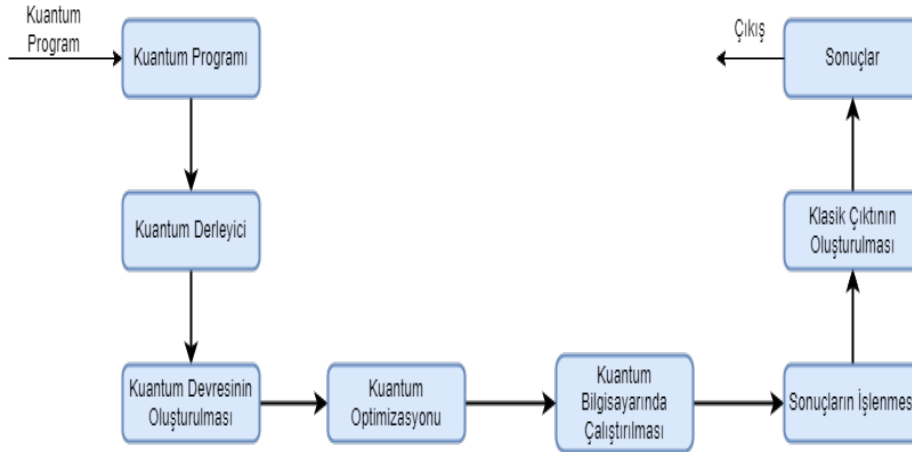 Kuantum
Program
Kuantum Programı
Kuantum Derleyici
Kuantum Devresinin
Oluşturulması
Kuantum
Optimizasyonu
Kuantum
Bilgisayarında
Çalıştırılması
Sonuçların İşlenmes
Klasik Çıktının
Oluşturulması
Sonuçlar
Çıkış